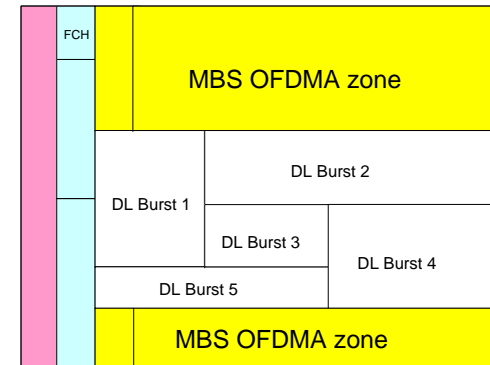 FCH
MBS OFDMA zone
DL Burst 2
DL Burst 1
DL Burst 3
DL Burst 4
DL Burst 5
MBS OFDMA zone